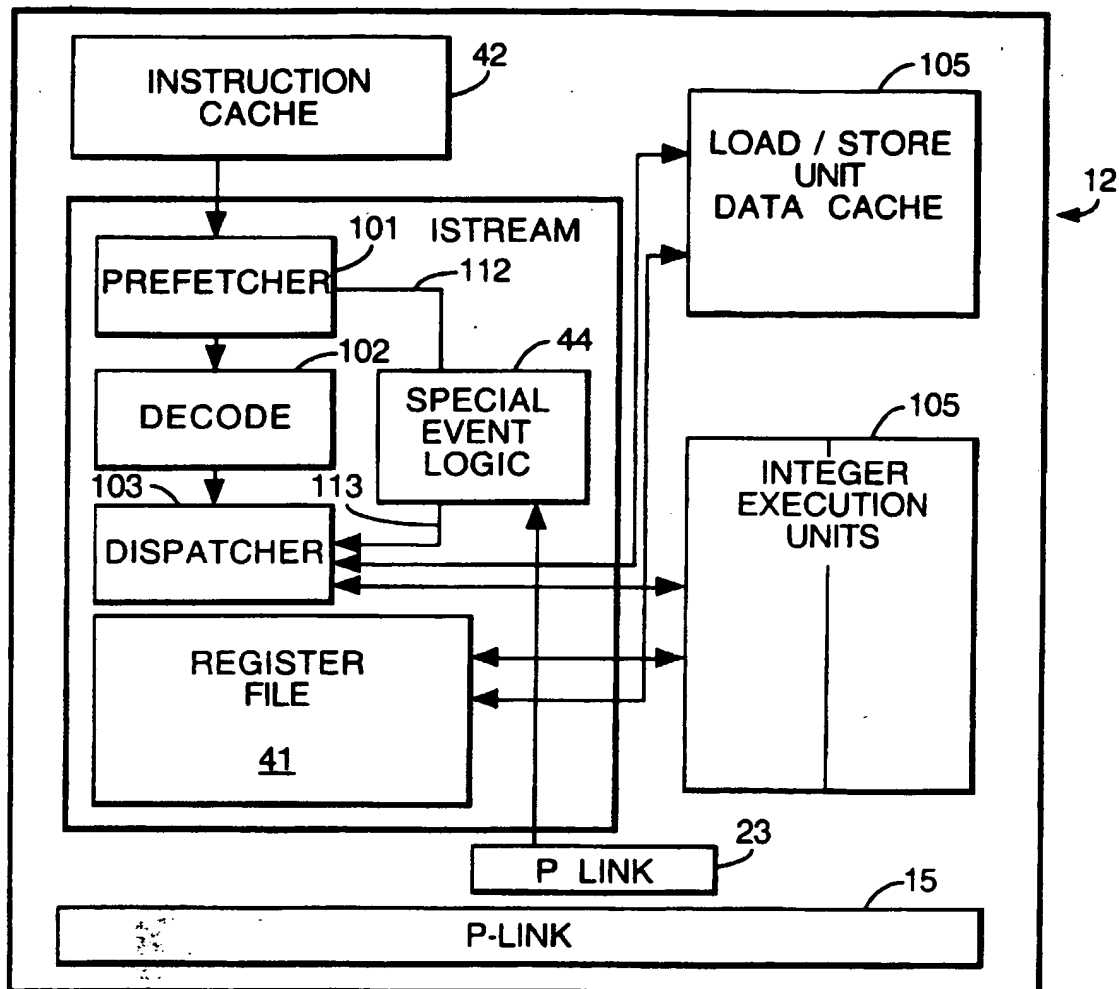 INSTRUCTION
CACHE
42
105
LOAD / STORE
UNIT
DATA CACHE
12
ISTREAM
101
PREFETCHER
112
102
44
DECODE
SPECIAL
EVENT
LOGIC
105
103
113
DISPATCHER
INTEGER
EXECUTION
UNITS
REGISTER
FILE
41
23
P LINK
15
P-LINK